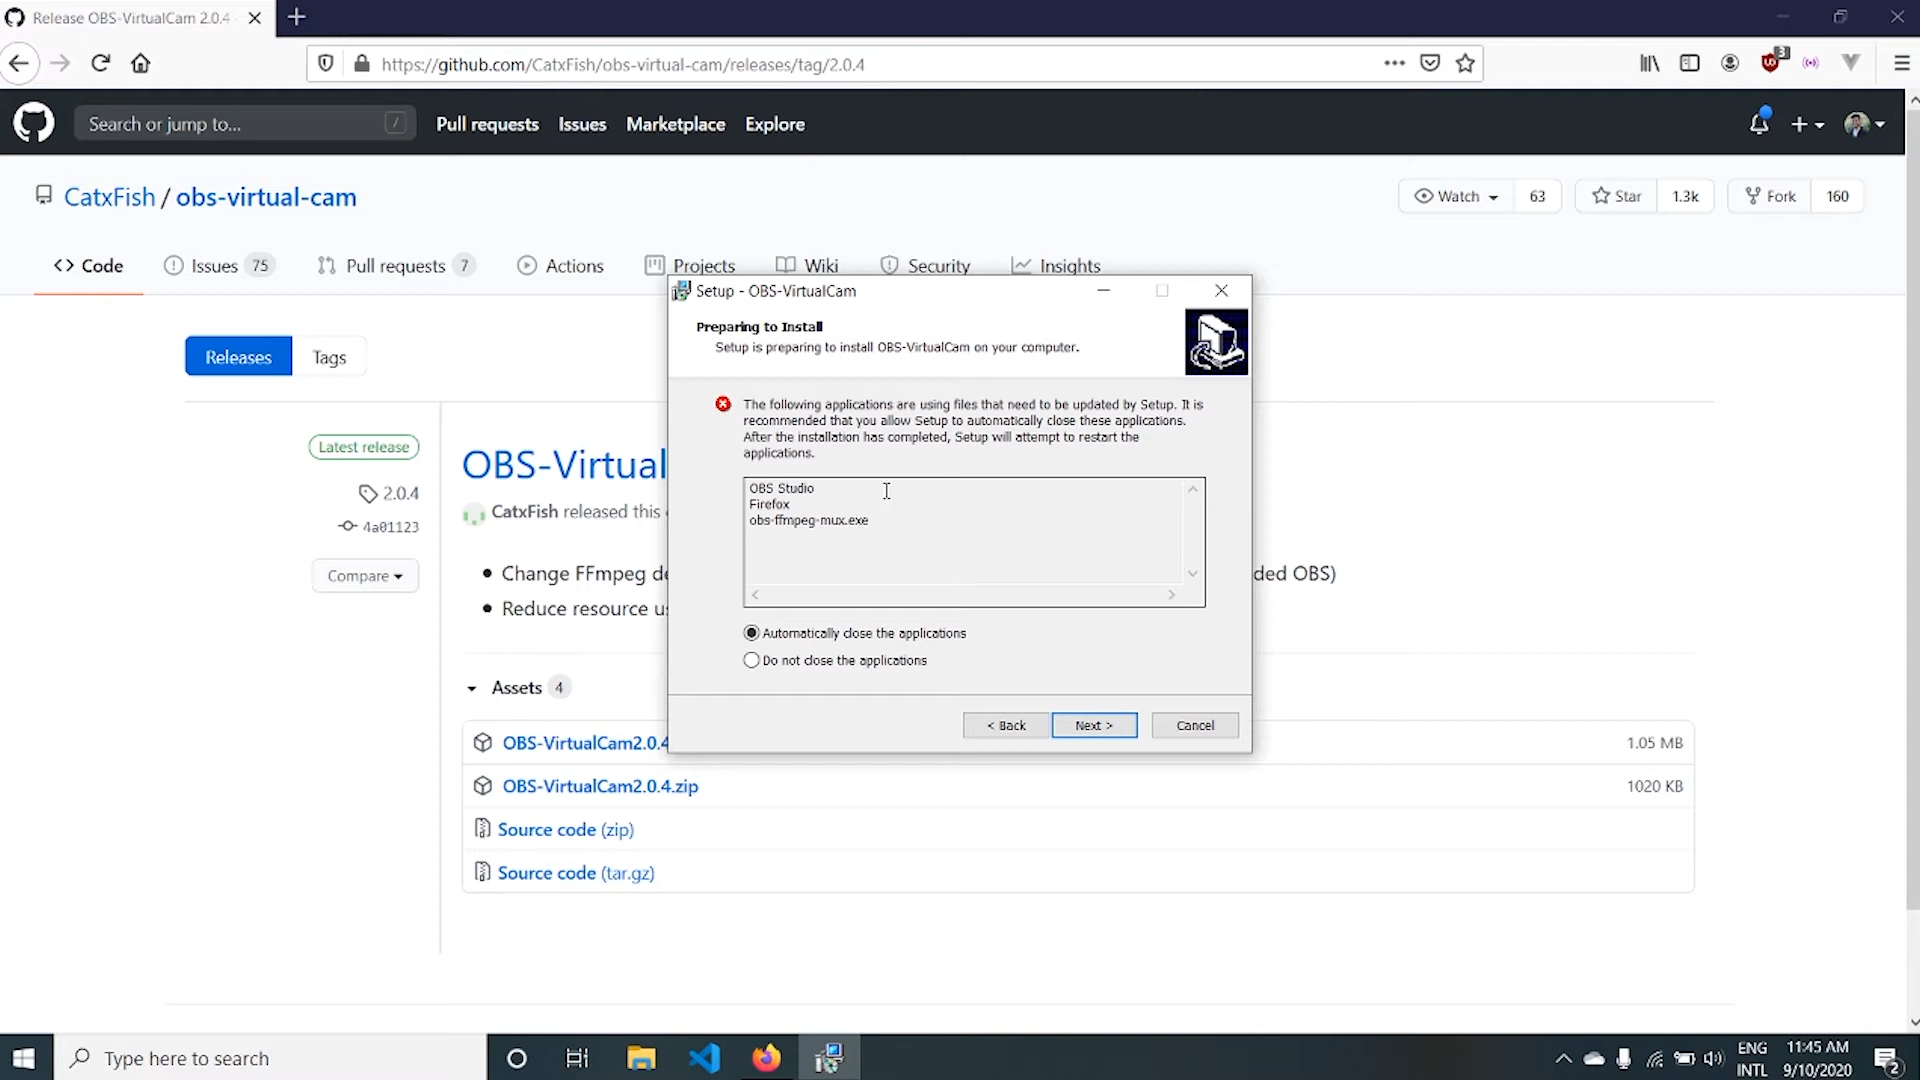 Release OBS-VirtualCam 2.0.4
https://github.com/CatxFish/obs-virtual-cam/releases/tag/2.0.4
3
Search or jump to...
/
Pull requests
Issues
Marketplace
Explore
CatxFish / obs-virtual-cam
Watch
63
Star
1.3k
Fork
160
Code
Issues 75
Pull requests 7
Actions
Projects
Wiki
Security
Insights
Releases
Tags
Latest release
2.0.4
4a01123
Compare
OBS-Virtual
CatxFish released this
Change FFmpeg de
ded OBS)
Reduce resource us
Assets 4
OBS-VirtualCam2.0.4
1.05 MB
OBS-VirtualCam2.0.4.zip
1020 KB
Source code (zip)
Source code (tar.gz)
Setup - OBS-VirtualCam
Preparing to Install
Setup is preparing to install OBS-VirtualCam on your computer.
The following applications are using files that need to be updated by Setup. It is
recommended that you allow Setup to automatically close these applications.
After the installation has completed, Setup will attempt to restart the
applications.
OBS Studio
Firefox
obs-ffmpeg-mux.exe
Automatically close the applications
Do not close the applications
< Back
Next >
Cancel
Type here to search
ENG
INTL
11:45 AM
9/10/2020
2